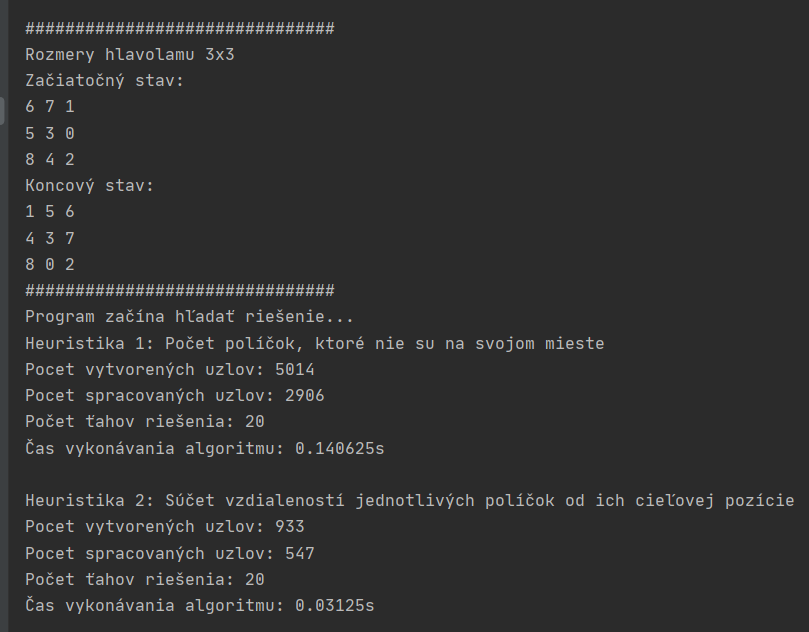 ###############################
Rozmery hlavolamu 3x3
Začiatočný stav:
6 7 1
5 3 0
8 4 2
Koncový stav:
1 5 6
4 3 7
8 0 2
###############################
Program začína hľadať riešenie...
Heuristika 1: Počet políčok, ktoré nie su na svojom mieste
Pocet vytvorených uzlov: 5014
Pocet spracovaných uzlov: 2906
Počet ťahov riešenia: 20
Čas vykonávania algoritmu: 0.140625s
Heuristika 2: Súčet vzdialeností jednotlivých políčok od ich cieľovej pozície
Pocet vytvorených uzlov: 933
Pocet spracovaných uzlov: 547
Počet ťahov riešenia: 20
Čas vykonávania algoritmu: 0.03125s